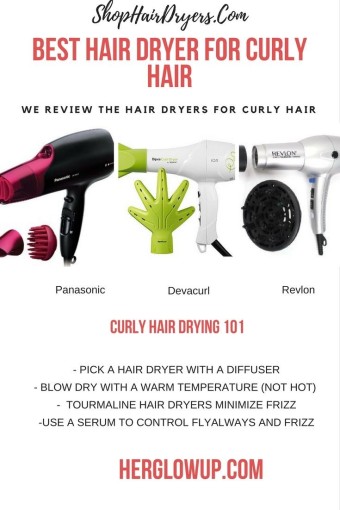 ShopHairDryers.Com
BEST HAIR DRYER FOR CURLY
HAIR
WE REVIEW THE HAIR DRYERS FOR CURLY HAIR
Panasonic
REVLON
Panasonic
Devacurl
Revlon
CURLY HAIR DRYING 101
- PICK A HAIR DRYER WITH A DIFFUSER
- BLOW DRY WITH A WARM TEMPERATURE (NOT HOT)
- TOURMALINE HAIR DRYERS MINIMIZE FRIZZ
-USE A SERUM TO CONTROL FLYALWAYS AND FRIZZ
HERGLOWUP.COM